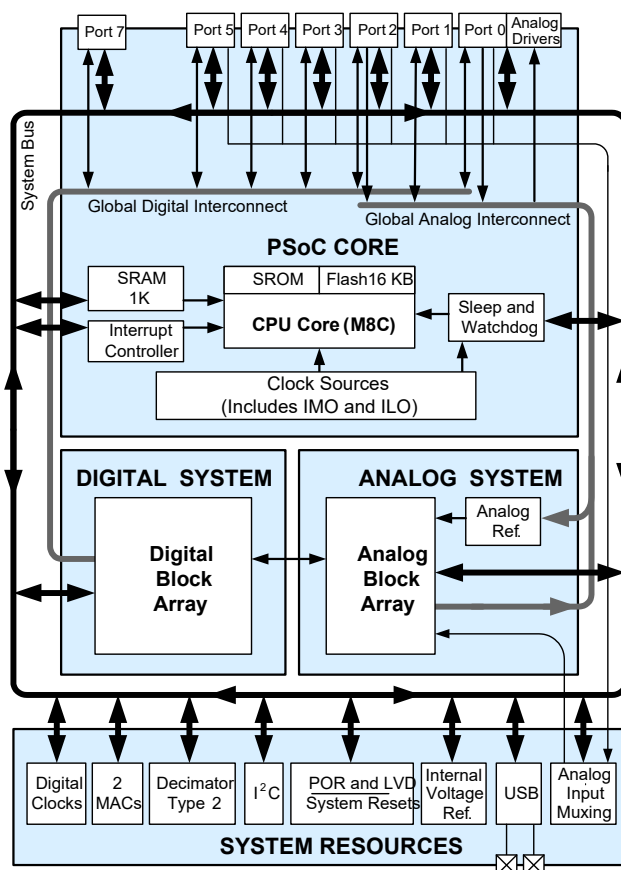 Port 7
Port 5
Port 4
Port 3
Port 2
Port 1
Port 0
Analog
Drivers
System Bus
Global Digital Interconnect
Global Analog Interconnect
PSoC CORE
SRAM
1K
SROM
Flash16 KB
CPU Core (M8C)
Sleep and
Watchdog
Interrupt
Controller
Clock Sources
(Includes IMO and ILO)
DIGITAL SYSTEM
ANALOG SYSTEM
Digital
Block
Array
Analog
Block
Array
Analog
Ref.
Digital
Clocks
2
MACs
Decimator
Type 2
I2C
POR and LVD
System Resets
Internal
Voltage
Ref.
USB
Analog
Input
Muxing
SYSTEM RESOURCES